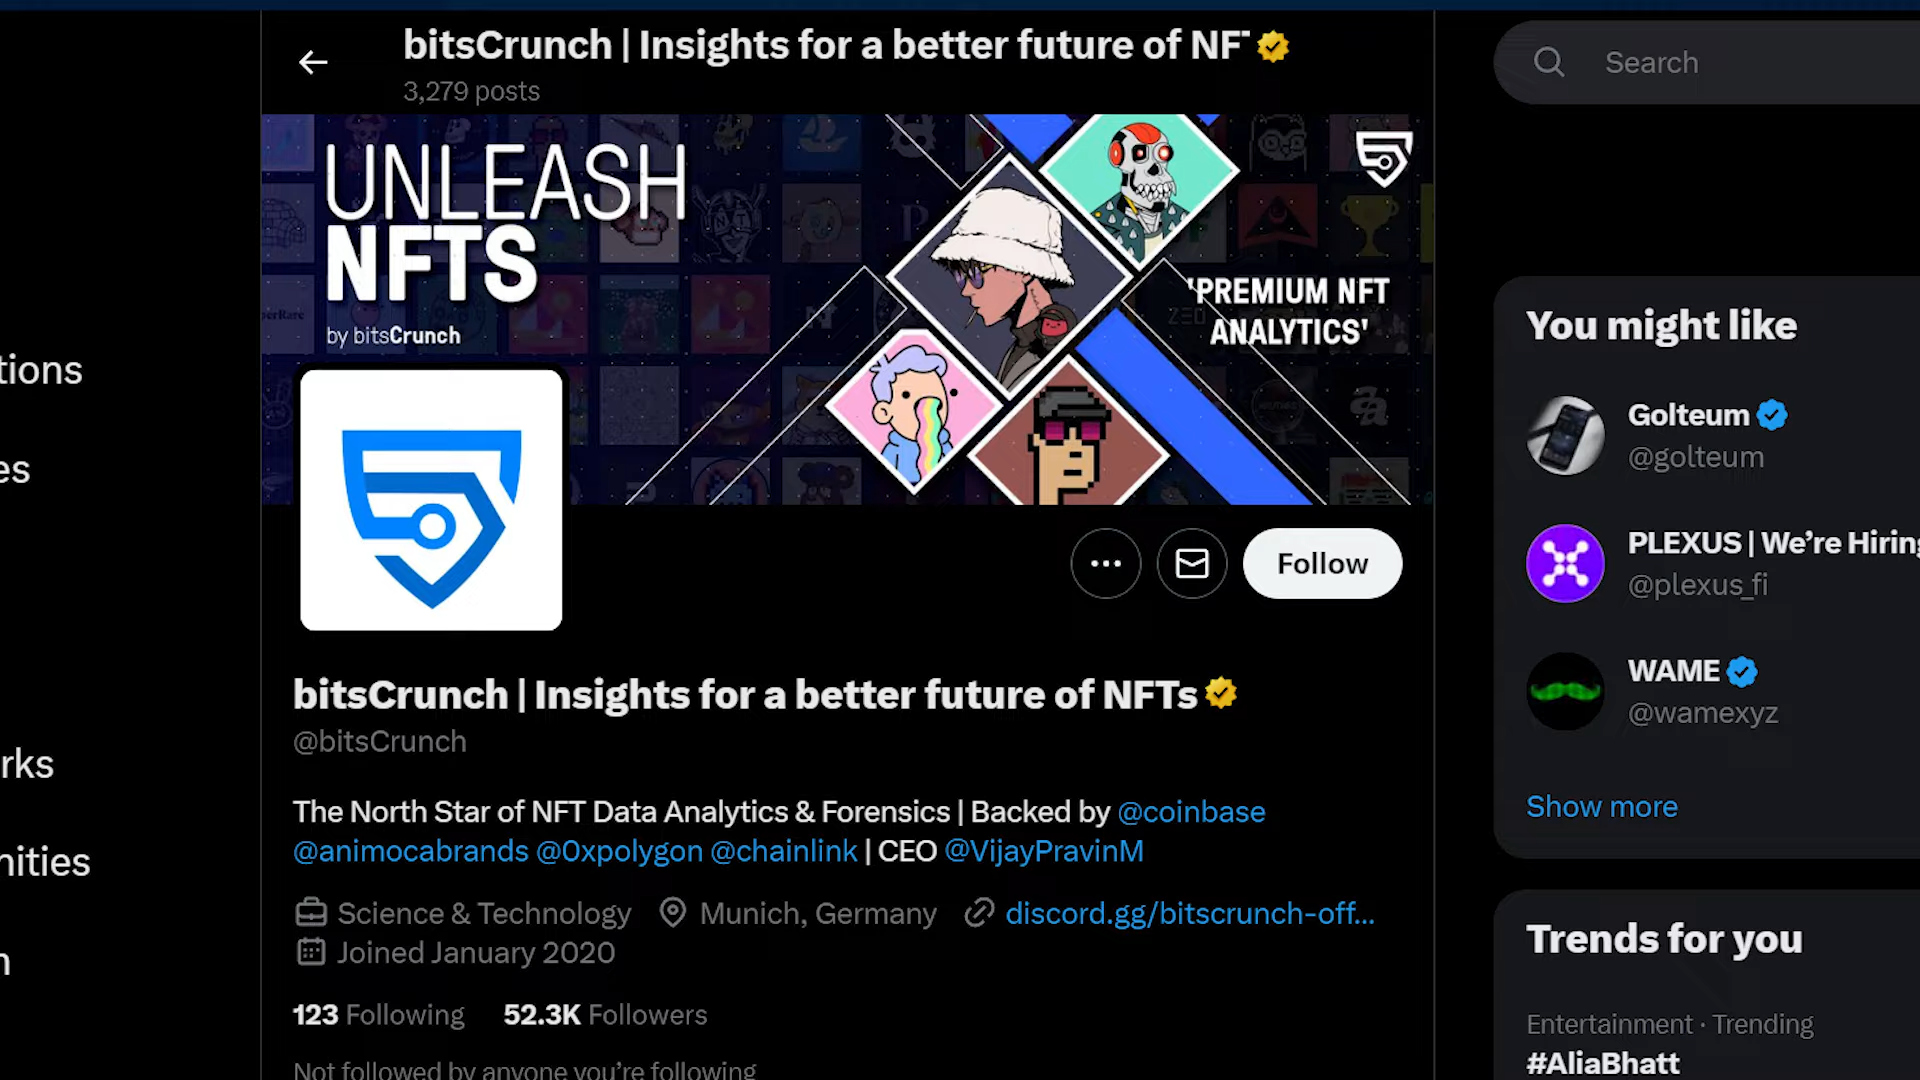 bitsCrunch | Insights for a better future of NFT
3,279 posts
Search
UNLEASH
NFTS
by bitsCrunch
'PREMIUM NFT
ANALYTICS'
Follow
bitsCrunch | Insights for a better future of NFTs
@bitsCrunch
The North Star of NFT Data Analytics & Forensics | Backed by @coinbase
@animocabrands @0xpolygon @chainlink | CEO @VijayPravinM
Science & Technology Munich, Germany discord.gg/bitscrunch-off...
Joined January 2020
123 Following 52.3K Followers
Not followed by anyone you're following
tions
es
rks
nities
You might like
Golteum
@golteum
PLEXUS | We're Hiring
@plexus_fi
WAME
@wamexyz
Show more
Trends for you
Entertainment · Trending
#AliaBhatt